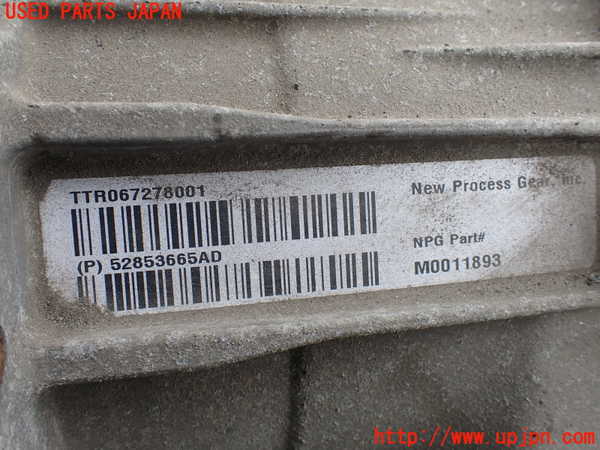 USED PARTS JAPAN
TTR067278001
New Process Gear, Inc.
(P) 52853665AD
NPG Part#
M0011893
http://www.upjpn.com/